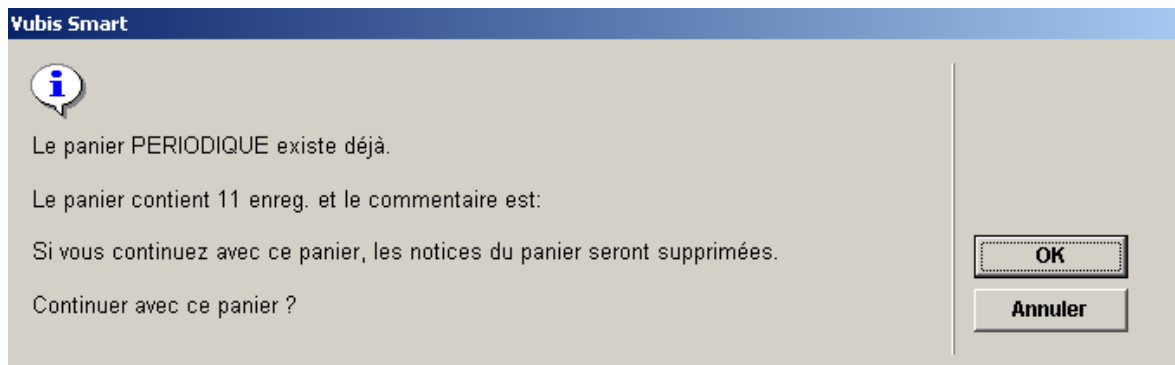 Vubis Smart
Le panier PERIODIQUE existe déjà.
Le panier contient 11 enreg. et le commentaire est:
Si vous continuez avec ce panier, les notices du panier seront supprimées.
Continuer avec ce panier ?
OK
Annuler